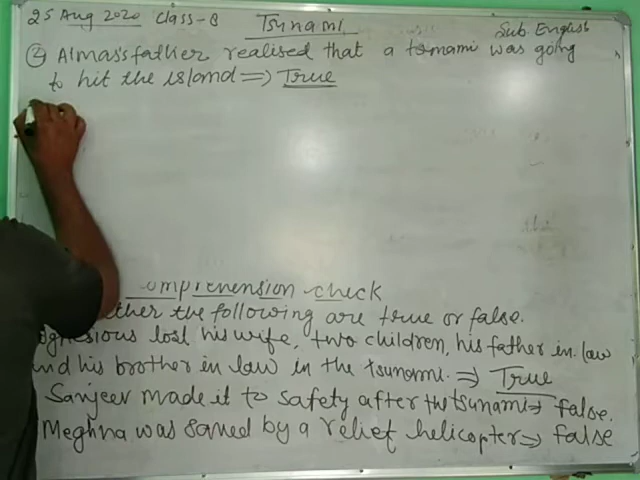 25 Aug 2020 Class-8 Tsunami Sub. English
④ Almas's father realised that a tsnami was going
to hit the island ⇒ True
omprehension check
ther the following are true or false.
gnesious lost his wife, two children, his father in law
nd his brother in law in the tsunami. ⇒ True
Sanjeev made it to safety after the tsunami ⇒ false.
Meghna was saved by a relief helicopter ⇒ false